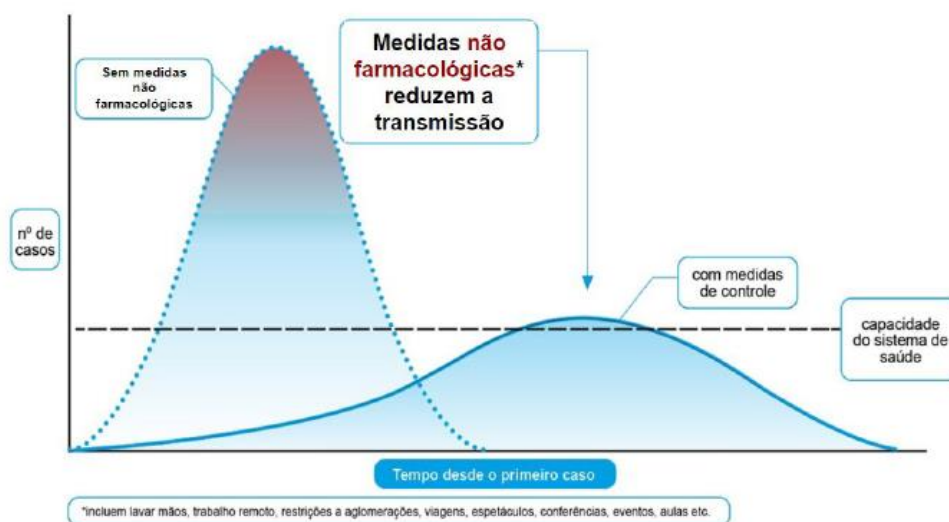 Sem medidas
não
farmacológicas
Medidas não
farmacológicas*
reduzem a
transmissão
nº de
casos
com medidas
de controle
capacidade
do sistema de
saúde
Tempo desde o primeiro caso
*incluem lavar mãos, trabalho remoto, restrições a aglomerações, viagens, espetáculos, conferências, eventos, aulas etc.